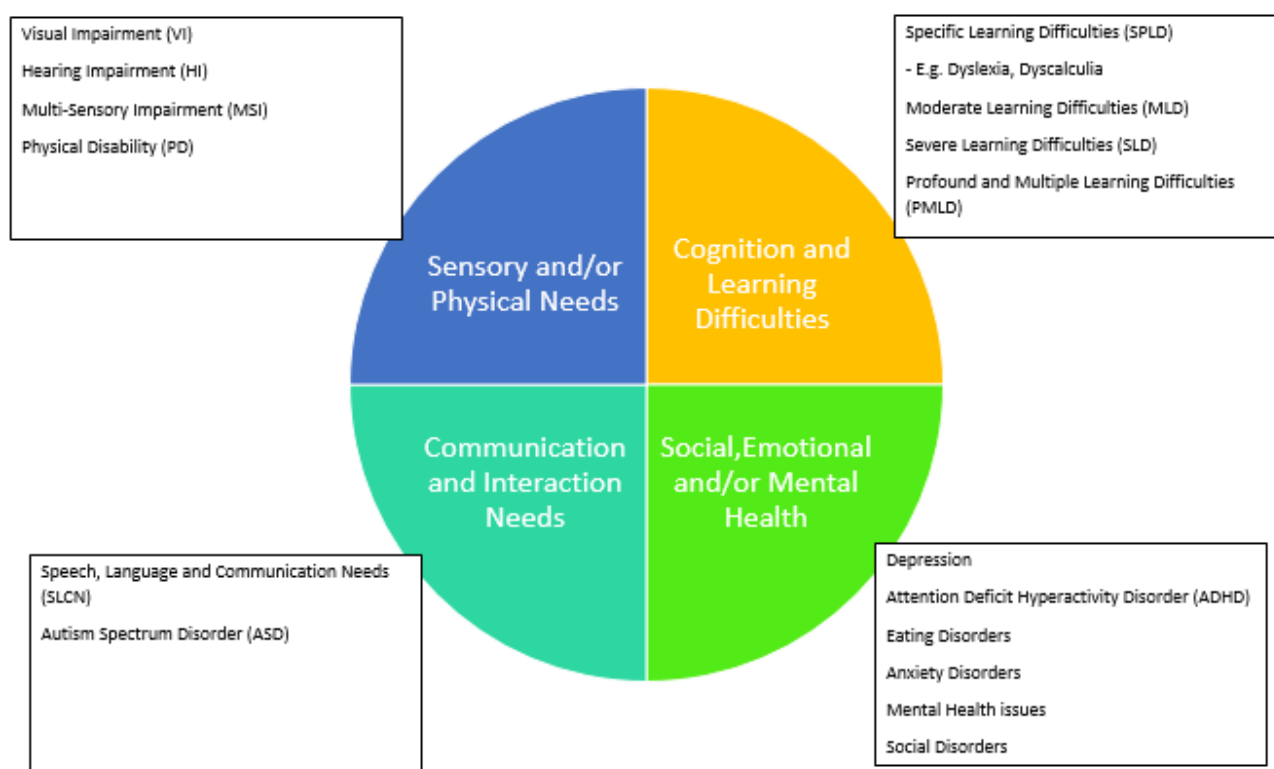 Visual Impairment (VI)
Hearing Impairment (HI)
Multi-Sensory Impairment (MSI)
Physical Disability (PD)
Specific Learning Difficulties (SPLD)
- E.g. Dyslexia, Dyscalculia
Moderate Learning Difficulties (MLD)
Severe Learning Difficulties (SLD)
Profound and Multiple Learning Difficulties
(PMLD)
Sensory and/or
Physical Needs
Cognition and
Learning
Difficulties
Communication
and Interaction
Needs
Social,Emotional
and/or Mental
Health
Speech, Language and Communication Needs
(SLCN)
Autism Spectrum Disorder (ASD)
Depression
Attention Deficit Hyperactivity Disorder (ADHD)
Eating Disorders
Anxiety Disorders
Mental Health issues
Social Disorders